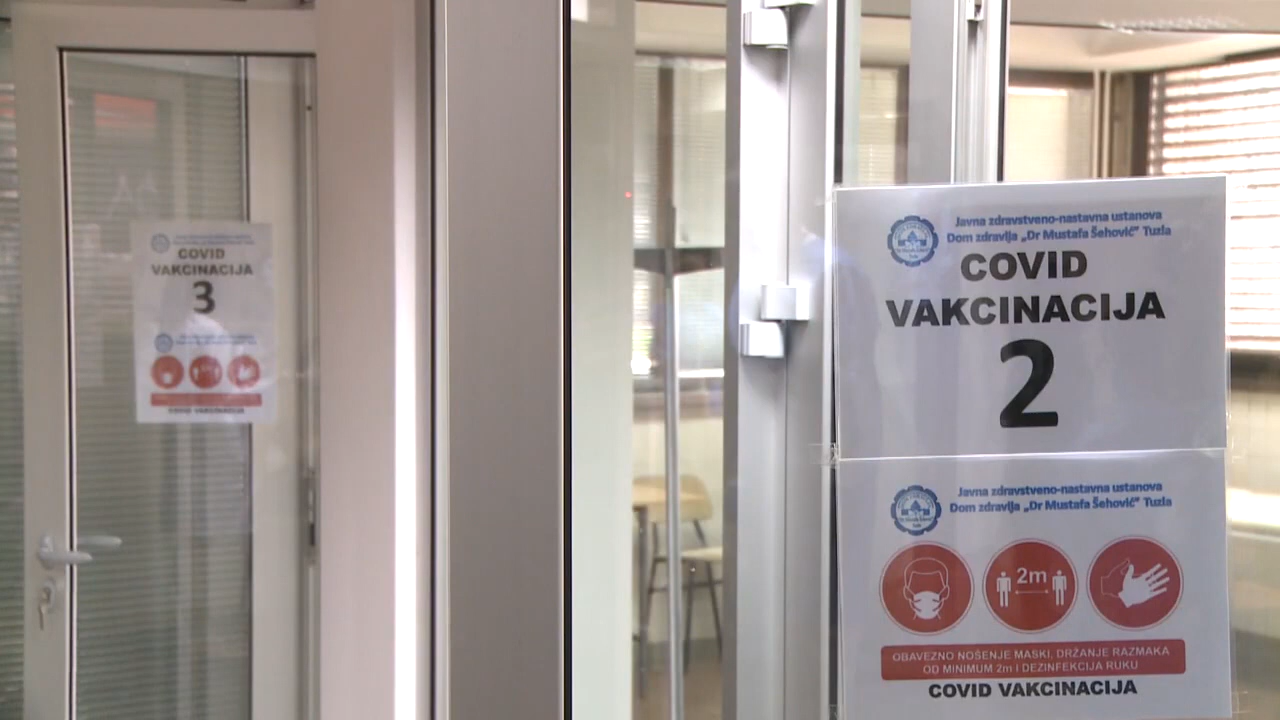 COVID
VAKCINACIJA
3
COVID VAKCINACIJA
Javna zdravstveno-nastavna ustanova
Dom zdravlja „Dr Mustafa Šehović" Tuzla
COVID
VAKCINACIJA
2
Javna zdravstveno-nastavna ustanova
Dom zdravlja „Dr Mustafa Šehović" Tuzla
2m
OBAVEZNO NOŠENJE MASKI, DRŽANJE RAZMAKA
OD MINIMUM 2m I DEZINFEKCIJA RUKU
COVID VAKCINACIJA